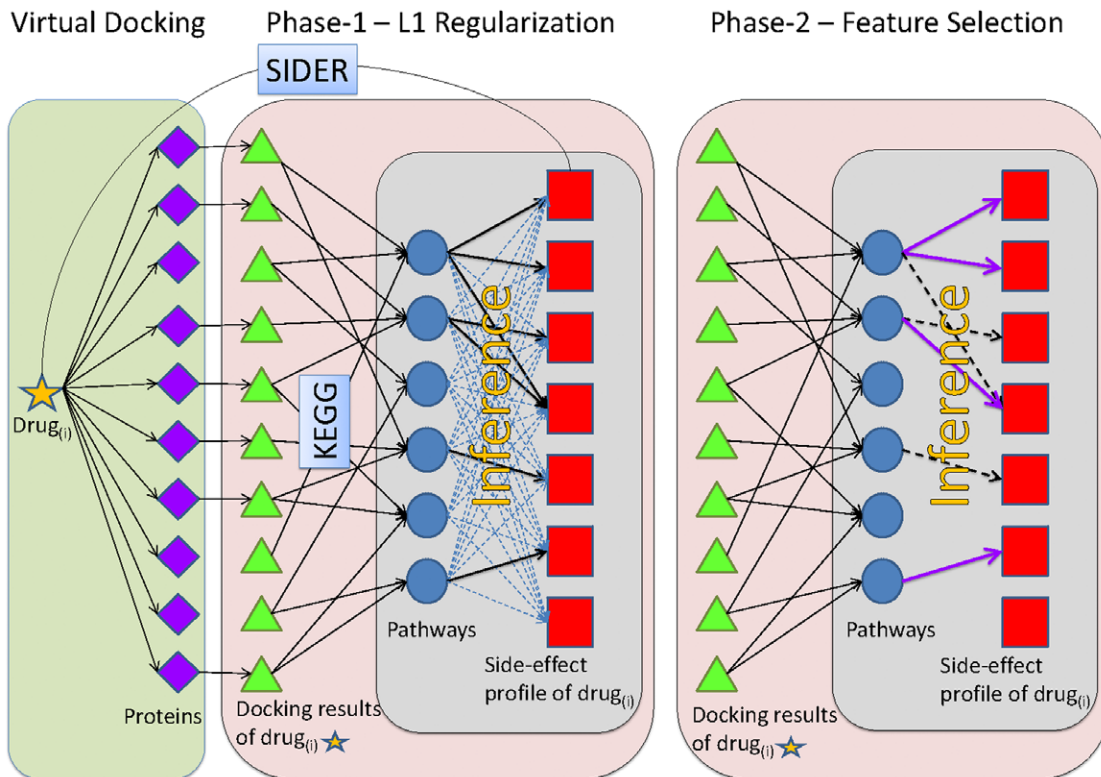 Virtual Docking
Phase-1 – L1 Regularization
Phase-2 – Feature Selection
SIDER
Drug(i)
KEGG
Inference
Inference
Proteins
Docking results
of drug(i)
Pathways
Side-effect
profile of drug(i)
Docking results
of drug(i)
Pathways
Side-effect
profile of drug(i)